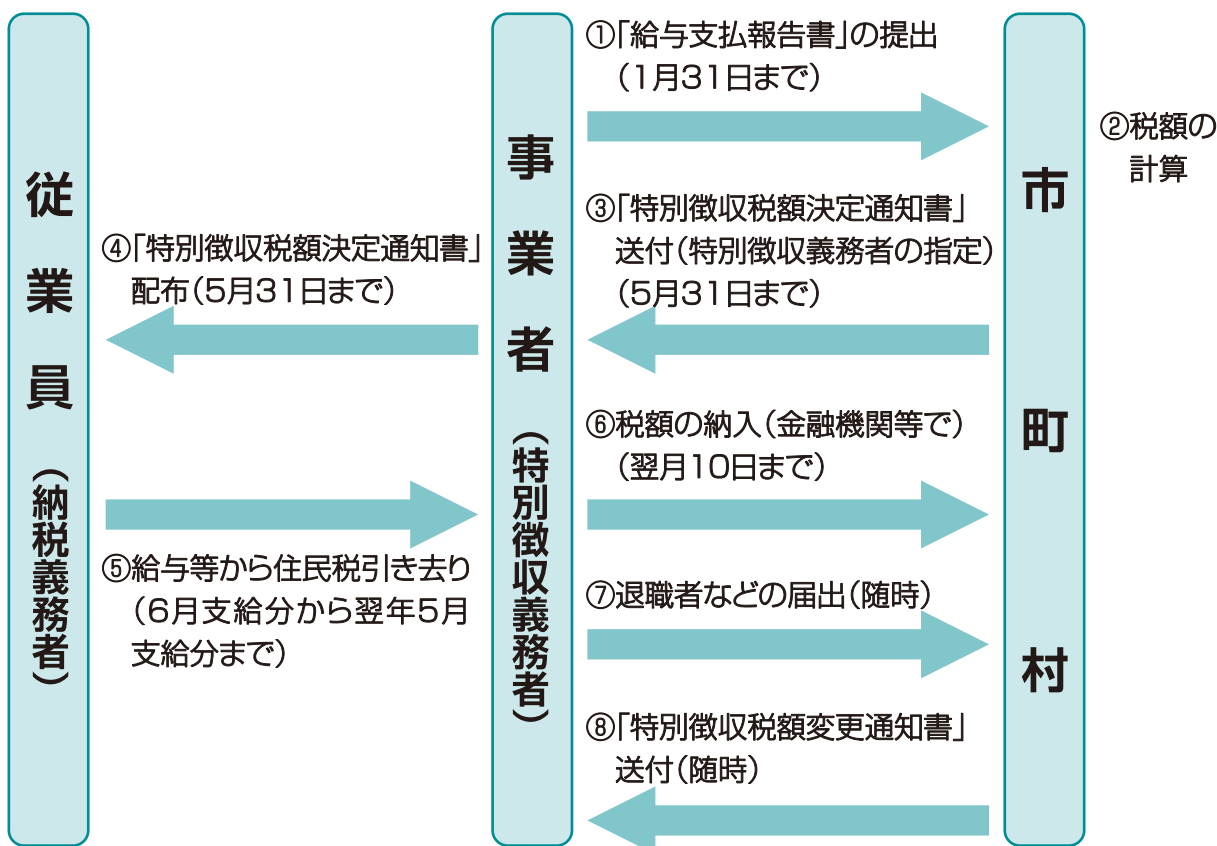 従業員(納税義務者)
事業者(特別徴収義務者)
市町村
①「給与支払報告書」の提出
(1月31日まで)
②税額の
計算
③「特別徴収税額決定通知書」
送付(特別徴収義務者の指定)
(5月31日まで)
④「特別徴収税額決定通知書」
配布(5月31日まで)
⑤給与等から住民税引き去り
(6月支給分から翌年5月
支給分まで)
⑥税額の納入(金融機関等で)
(翌月10日まで)
⑦退職者などの届出(随時)
⑧「特別徴収税額変更通知書」
送付(随時)